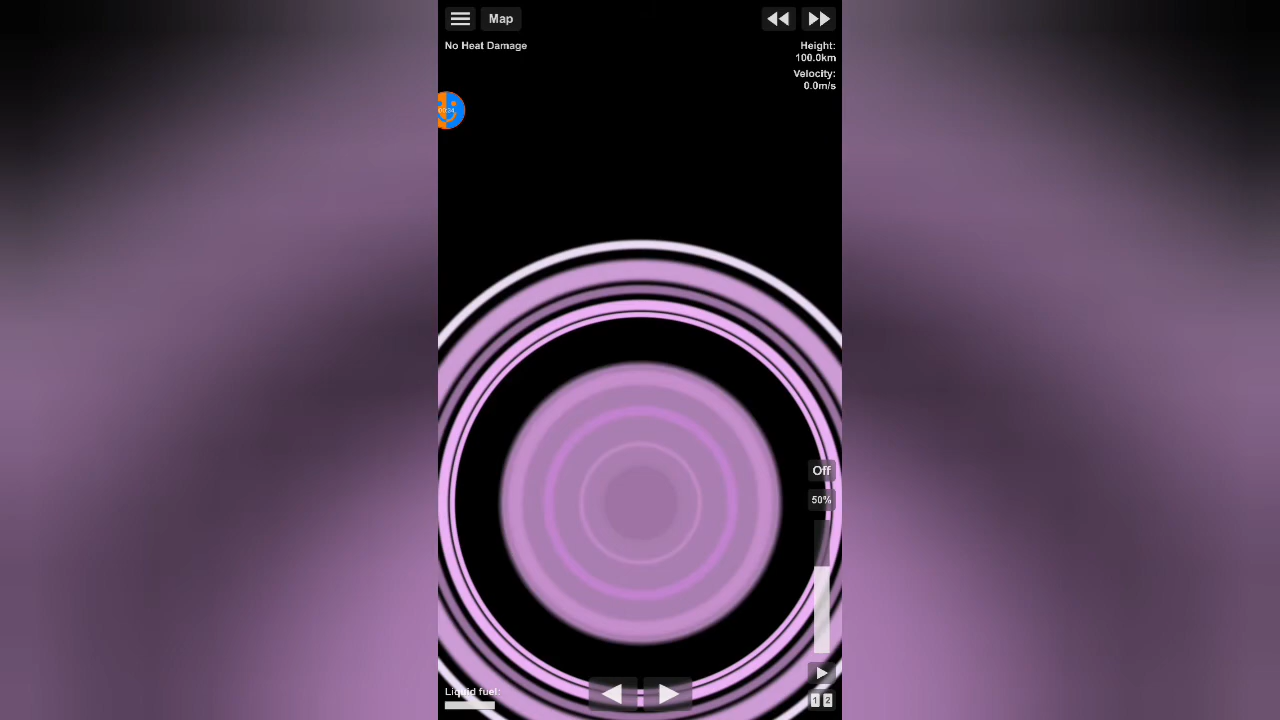 Map
No Heat Damage
Height:
100.0km
Velocity:
0.0m/s
Off
50%
Liquid fuel:
1 2